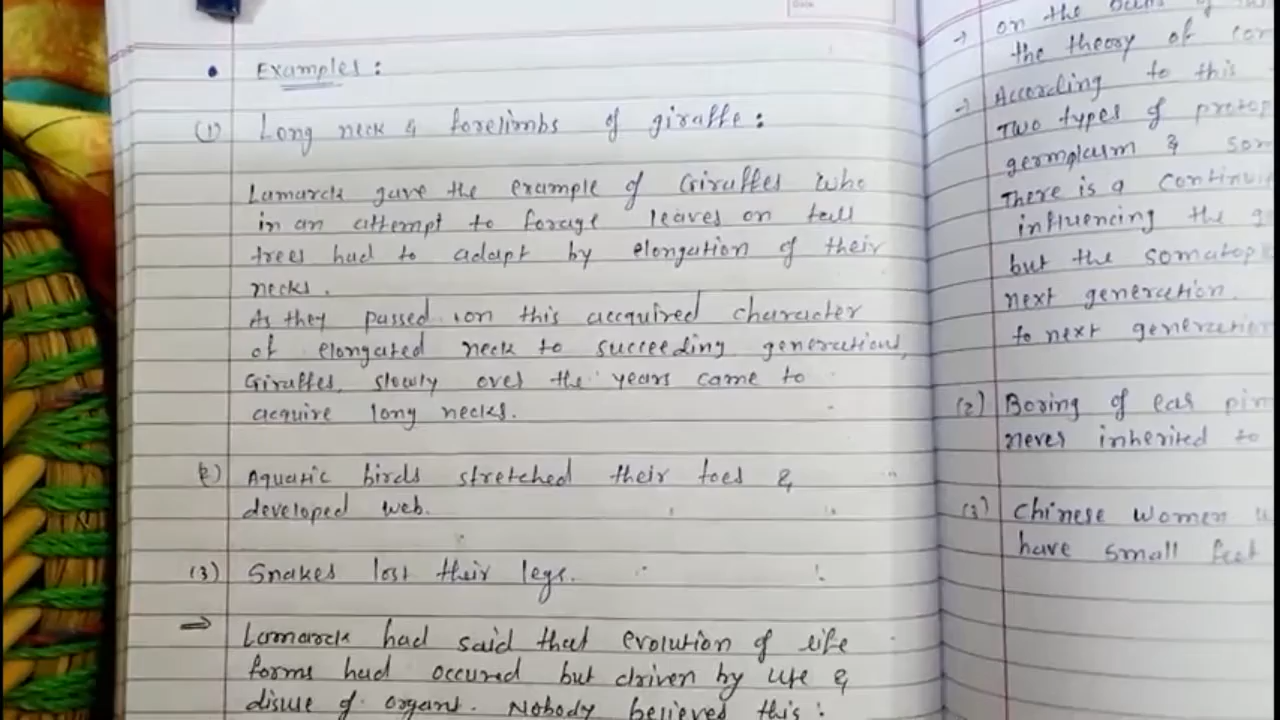 • Examples :
(1) Long neck & forelimbs of giraffe :
Lamarck gave the example of Giraffes who
in an attempt to forage leaves on tall
trees had to adapt by elongation of their
necks.
As they passed on this accquired character
of elongated neck to succeeding generations,
Giraffes, slowly over the years came to
acquire long necks.
(2) Aquatic birds stretched their toes &
developed web.
(3) Snakes lost their legs.
⇒ Lamarck had said that evolution of life
forms had occured but driven by use &
disuse of organs. Nobody believes this
→ on the
the theory of
→ According to this
Two types of
germplasm &
There is a
influencing the
but the
next generation.
to next generation
(2) Boring of ear
never inherited to
(3) Chinese women
have small feet